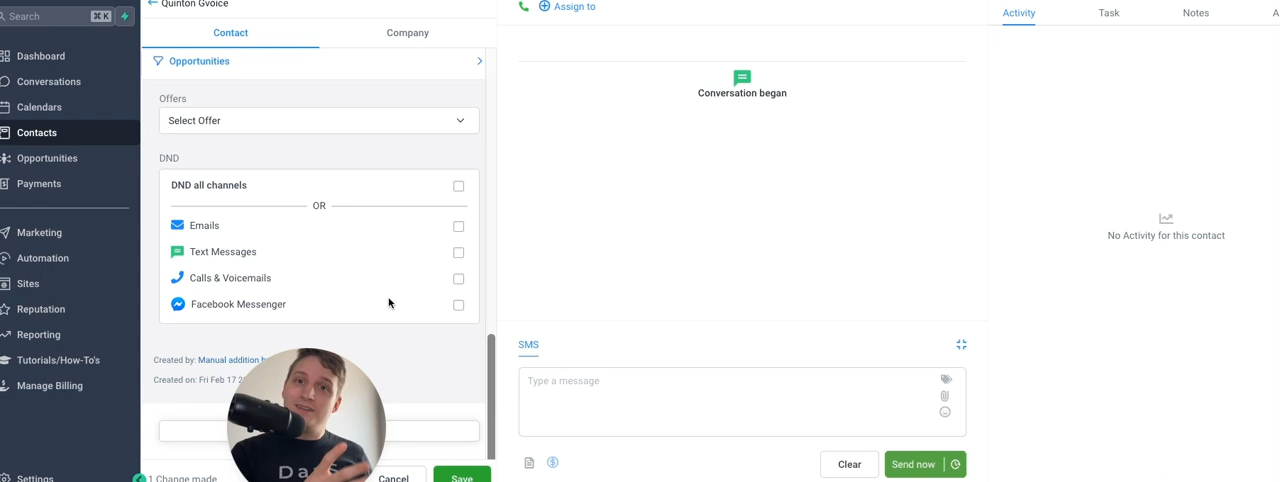 Search ⌘ K
Dashboard
Conversations
Calendars
Contacts
Opportunities
Payments
Marketing
Automation
Sites
Reputation
Reporting
Tutorials/How-To's
Manage Billing
Settings
Quinton Gvoice
Contact Company
Opportunities
Offers
Select Offer
DND
DND all channels
OR
Emails
Text Messages
Calls & Voicemails
Facebook Messenger
Created by: Manual addition
Created on: Fri Feb 17
1 Change made Cancel Save
Assign to
Conversation began
SMS
Type a message
Clear Send now
Activity Task Notes A
No Activity for this contact